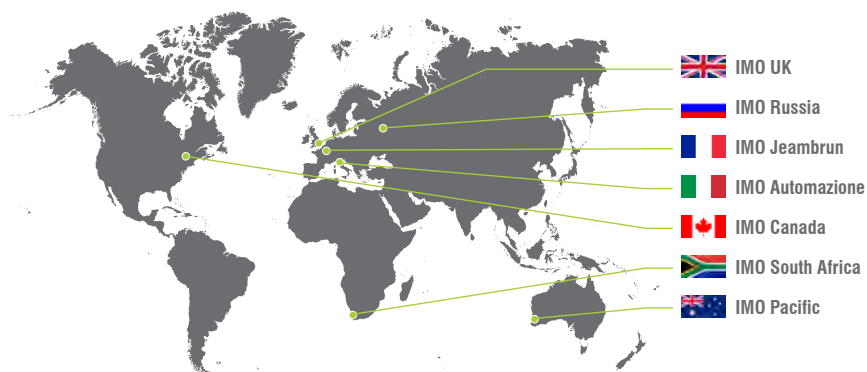 IMO UK
IMO Russia
IMO Jeambrun
IMO Automazione
IMO Canada
IMO South Africa
IMO Pacific